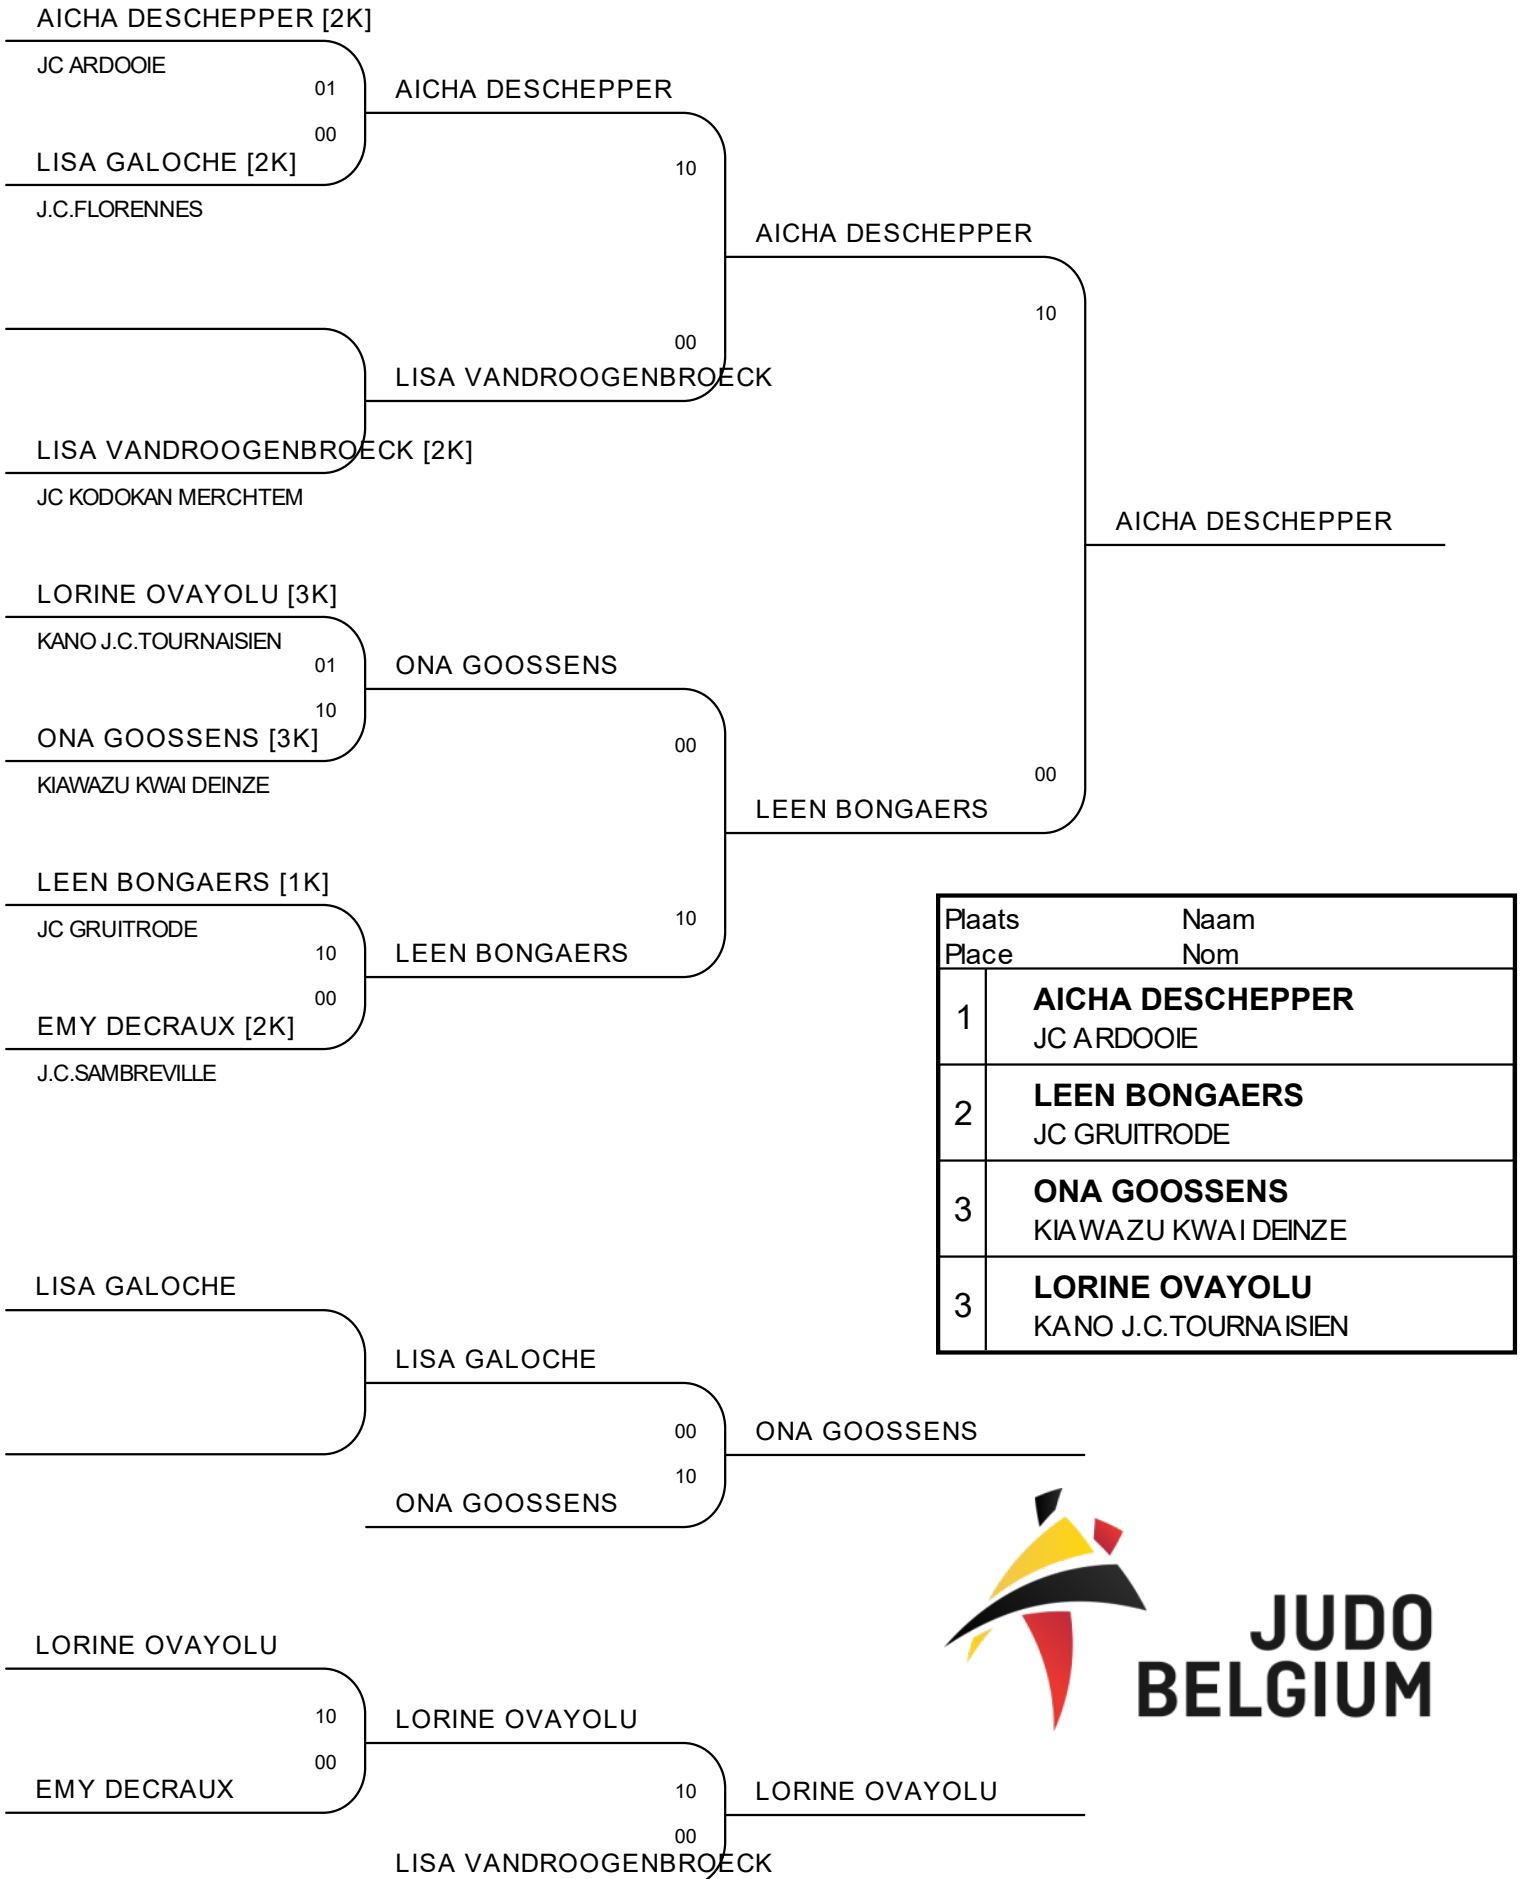 AICHA DESCHEPPER [2K]
JC ARDOOIE
01
AICHA DESCHEPPER
00
LISA GALOCHE [2K]
10
J.C.FLORENNES
AICHA DESCHEPPER
10
00
LISA VANDROOGENBROECK
LISA VANDROOGENBROECK [2K]
JC KODOKAN MERCHTEM
AICHA DESCHEPPER
LORINE OVAYOLU [3K]
KANO J.C.TOURNAISIEN
01
ONA GOOSSENS
10
ONA GOOSSENS [3K]
00
KIAWAZU KWAI DEINZE
00
LEEN BONGAERS
LEEN BONGAERS [1K]
JC GRUITRODE
10
10
LEEN BONGAERS
00
EMY DECRAUX [2K]
J.C.SAMBREVILLE
Plaats Naam
Place Nom
1 AICHA DESCHEPPER
JC ARDOOIE
2 LEEN BONGAERS
JC GRUITRODE
3 ONA GOOSSENS
KIAWAZU KWAI DEINZE
3 LORINE OVAYOLU
KANO J.C.TOURNAISIEN
LISA GALOCHE
LISA GALOCHE
00
ONA GOOSSENS
10
ONA GOOSSENS
JUDO
BELGIUM
LORINE OVAYOLU
10
LORINE OVAYOLU
00
EMY DECRAUX
10
LORINE OVAYOLU
00
LISA VANDROOGENBROECK